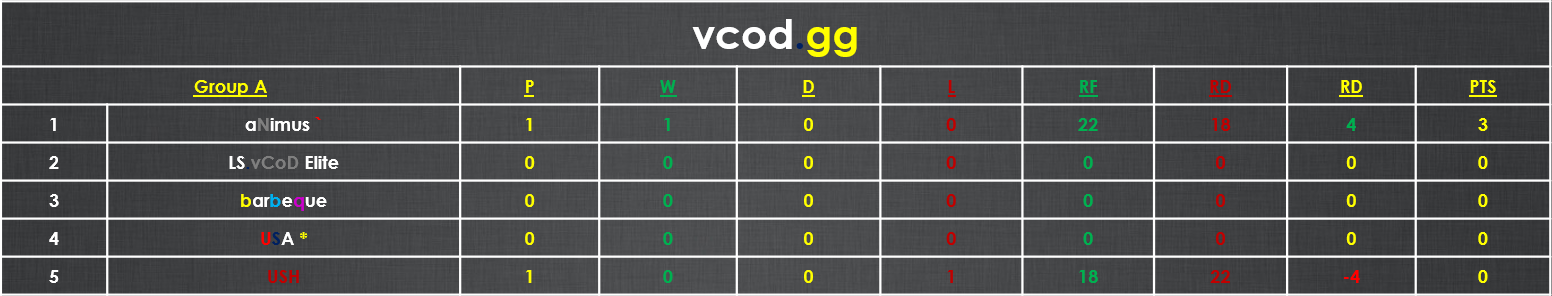 vcod.gg
Group A P W D L RF RD RD PTS
1 aNimus ` 1 1 0 0 22 18 4 3
2 LS vCoD Elite 0 0 0 0 0 0 0 0
3 barbeque 0 0 0 0 0 0 0 0
4 USA * 0 0 0 0 0 0 0 0
5 USH 1 0 0 1 18 22 -4 0